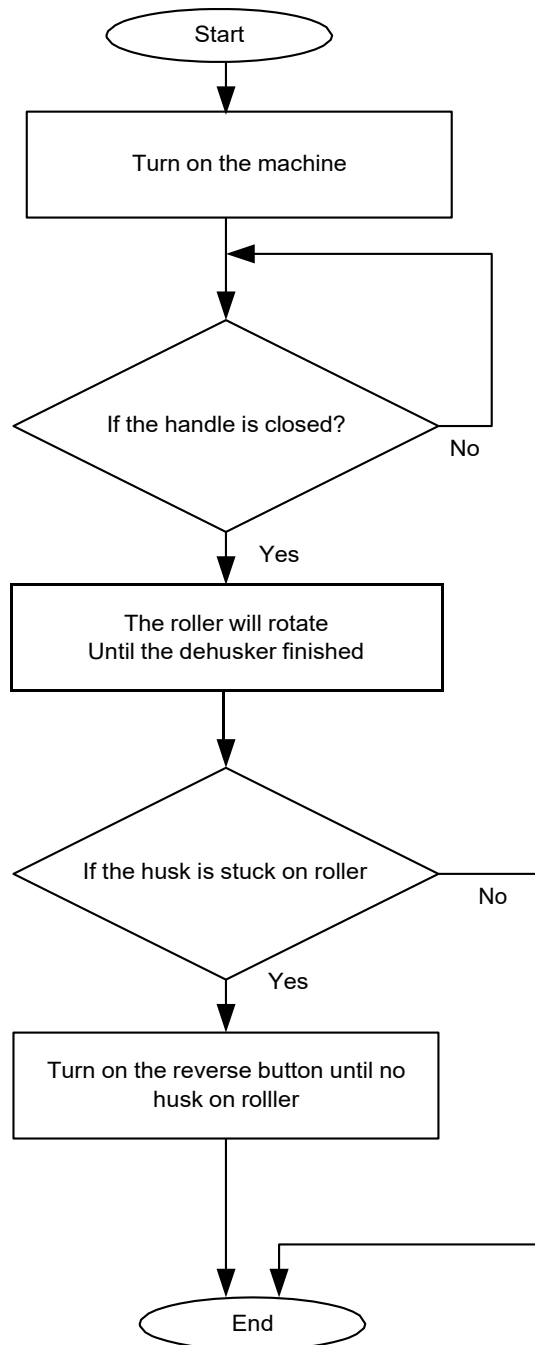 Start
Turn on the machine
If the handle is closed?
No
Yes
The roller will rotate
Until the dehusker finished
If the husk is stuck on roller
No
Yes
Turn on the reverse button until no
husk on rolller
End